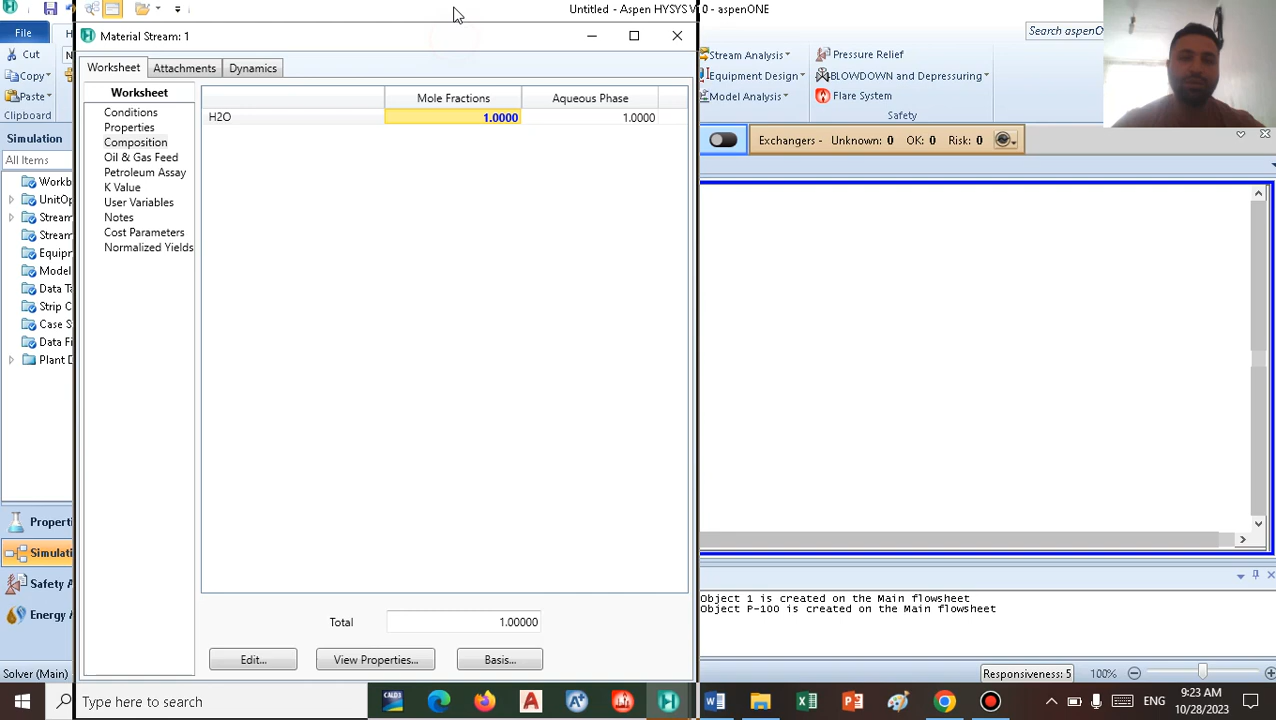 Untitled - Aspen HYSYS V10 - aspenONE
Material Stream: 1
File
Search aspenO
Worksheet
Attachments
Dynamics
Cut
Copy
Paste
Clipboard
Stream Analysis
Equipment Design
Model Analysis
Pressure Relief
BLOWDOWN and Depressuring
Flare System
Safety
Worksheet
Conditions
Properties
Composition
Oil & Gas Feed
Petroleum Assay
K Value
User Variables
Notes
Cost Parameters
Normalized Yields
Mole Fractions
Aqueous Phase
H2O
1.0000
1.0000
Exchangers - Unknown: 0 OK: 0 Risk: 0
Simulation
All Items
Workb
UnitOp
Stream
Stream
Equipm
Model
Data Ta
Strip C
Case S
Data Fi
Plant D
Properti
Simulati
Safety A
Energy A
Total
1.00000
Edit...
View Properties...
Basis...
Object 1 is created on the Main flowsheet
Object P-100 is created on the Main flowsheet
Solver (Main)
Responsiveness: 5
100%
Type here to search
ENG
9:23 AM
10/28/2023